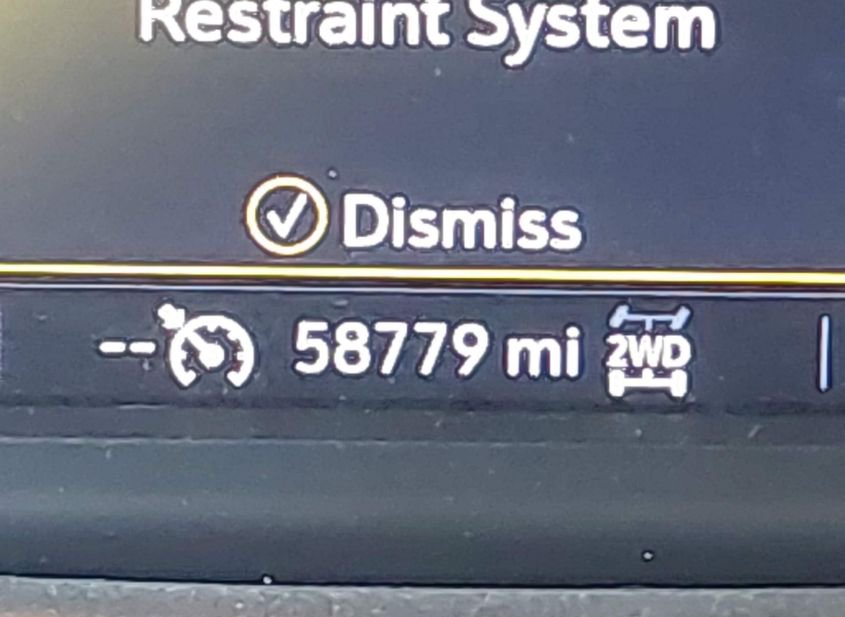 Restraint System
Dismiss
-- 58779 mi 2WD